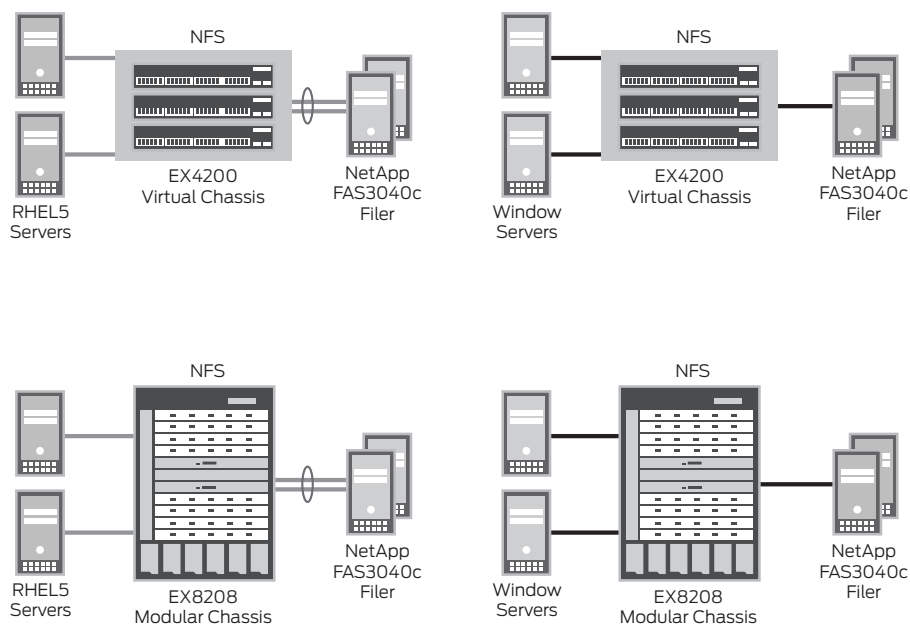 NFS
RHEL5
Servers
EX4200
Virtual Chassis
NetApp
FAS3040c
Filer
NFS
Window
Servers
EX4200
Virtual Chassis
NetApp
FAS3040c
Filer
NFS
RHEL5
Servers
EX8208
Modular Chassis
NetApp
FAS3040c
Filer
NFS
Window
Servers
EX8208
Modular Chassis
NetApp
FAS3040c
Filer